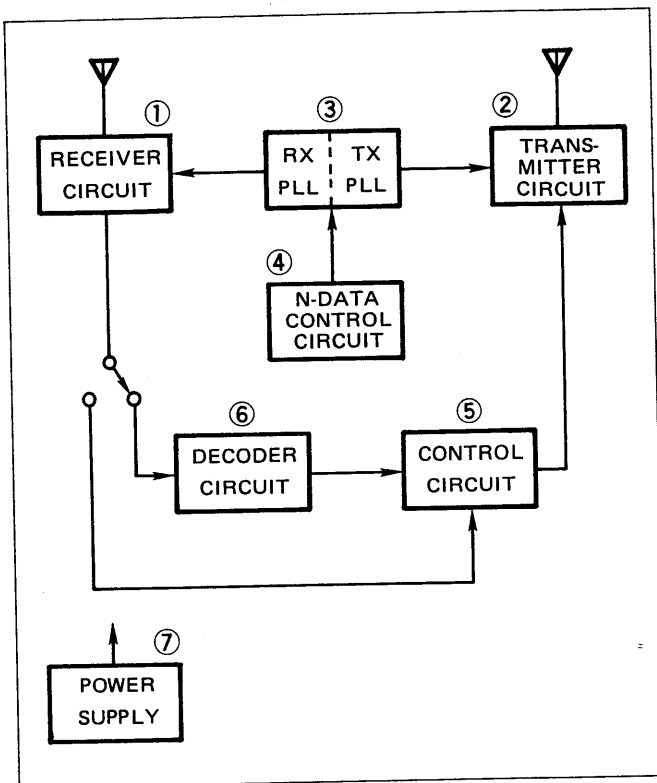 ①
RECEIVER
CIRCUIT
③
RX TX
PLL PLL
②
TRANS-
MITTER
CIRCUIT
④
N-DATA
CONTROL
CIRCUIT
⑥
DECODER
CIRCUIT
⑤
CONTROL
CIRCUIT
⑦
POWER
SUPPLY